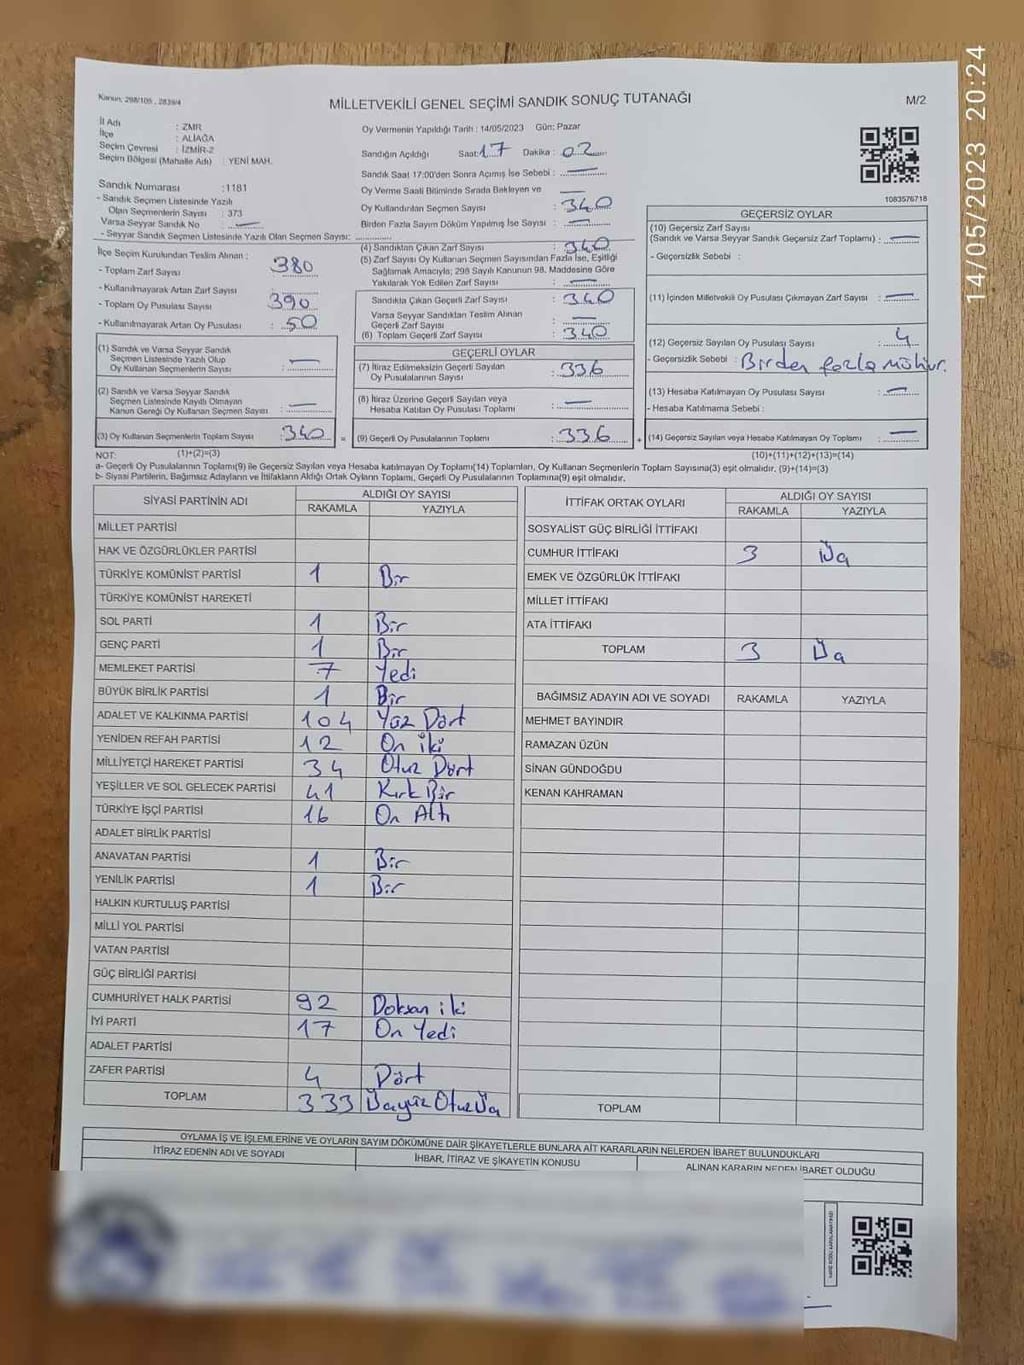 14/05/2023 20:24
Kanun, 298/105 , 2839/4
MİLLETVEKİLİ GENEL SEÇİMİ SANDIK SONUÇ TUTANAĞI
M/2
İl Adı : ZMR
İlçe : ALİAĞA
Seçim Çevresi : İZMİR-2
Seçim Bölgesi (Mahalle Adı) : YENİ MAH.
Sandık Numarası :1181
- Sandık Seçmen Listesinde Yazılı
Olan Seçmenlerin Sayısı : 373
Varsa Seyyar Sandık No : —
- Seyyar Sandık Seçmen Listesinde Yazılı Olan Seçmen Sayısı:
Oy Vermenin Yapıldığı Tarih : 14/05/2023 Gün: Pazar
Sandığın Açıldığı Saat: 17 Dakika : 02
Sandık Saat 17:00'den Sonra Açımış İse Sebebi : —
Oy Verme Saati Bitiminde Sırada Bekleyen ve —
Oy Kullandırılan Seçmen Sayısı : 340
Birden Fazla Sayım Döküm Yapılmış İse Sayısı : —
1083576718
İlçe Seçim Kurulundan Teslim Alınan :
- Toplam Zarf Sayısı 380
- Kullanılmayarak Artan Zarf Sayısı :
- Toplam Oy Pusulası Sayısı 390
- Kullanılmayarak Artan Oy Pusulası : 50
(4) Sandıktan Çıkan Zarf Sayısı : 340
(5) Zarf Sayısı Oy Kullanan Seçmen Sayısından Fazla İse, Eşitliği
Sağlamak Amacıyla; 298 Sayılı Kanunun 98. Maddesine Göre
Yakılarak Yok Edilen Zarf Sayısı : —
Sandıkta Çıkan Geçerli Zarf Sayısı : 340
Varsa Seyyar Sandıktan Teslim Alınan
Geçerli Zarf Sayısı : —
(6) Toplam Geçerli Zarf Sayısı : 340
GEÇERSİZ OYLAR
(10) Geçersiz Zarf Sayısı
(Sandık ve Varsa Seyyar Sandık Geçersiz Zarf Toplamı) : —
- Geçersizlik Sebebi :
(11) İçinden Milletvekili Oy Pusulası Çıkmayan Zarf Sayısı : —
(12) Geçersiz Sayılan Oy Pusulası Sayısı : 4
- Geçersizlik Sebebi : Birden fazla mühür.
(13) Hesaba Katılmayan Oy Pusulası Sayısı : —
- Hesaba Katılmama Sebebi :
(14) Geçersiz Sayılan veya Hesaba Katılmayan Oy Toplamı : —
(1) Sandık ve Varsa Seyyar Sandık
Seçmen Listesinde Yazılı Olup
Oy Kullanan Seçmenlerin Sayısı : —
(2) Sandık ve Varsa Seyyar Sandık
Seçmen Listesinde Kayıtlı Olmayan
Kanun Gereği Oy Kullanan Seçmen Sayısı : —
(3) Oy Kullanan Seçmenlerin Toplam Sayısı : 340 =
GEÇERLİ OYLAR
(7) İtiraz Edilmeksizin Geçerli Sayılan
Oy Pusulalarının Sayısı : 336
(8) İtiraz Üzerine Geçerli Sayılan veya
Hesaba Katılan Oy Pusulası Toplamı : —
(9) Geçerli Oy Pusulalarının Toplamı : 336 +
NOT: (1)+(2)=(3)
(10)+(11)+(12)+(13)=(14)
a- Geçerli Oy Pusulalarının Toplamı(9) ile Geçersiz Sayılan veya Hesaba katılmayan Oy Toplamı(14) Toplamları, Oy Kullanan Seçmenlerin Toplam Sayısına(3) eşit olmalıdır. (9)+(14)=(3)
b- Siyasi Partilerin, Bağımsız Adayların ve İttifakların Aldığı Ortak Oyların Toplamı, Geçerli Oy Pusulalarının Toplamına(9) eşit olmalıdır.
SİYASİ PARTİNİN ADI ALDIĞI OY SAYISI
RAKAMLA YAZIYLA
MİLLET PARTİSİ
HAK VE ÖZGÜRLÜKLER PARTİSİ
TÜRKİYE KOMÜNİST PARTİSİ 1 Bir
TÜRKİYE KOMÜNİST HAREKETİ
SOL PARTİ 1 Bir
GENÇ PARTİ 1 Bir
MEMLEKET PARTİSİ 7 Yedi
BÜYÜK BİRLİK PARTİSİ 1 Bir
ADALET VE KALKINMA PARTİSİ 104 Yüz Dört
YENİDEN REFAH PARTİSİ 12 On iki
MİLLİYETÇİ HAREKET PARTİSİ 34 Otuz Dört
YEŞİLLER VE SOL GELECEK PARTİSİ 41 Kırk Bir
TÜRKİYE İŞÇİ PARTİSİ 16 On Altı
ADALET BİRLİK PARTİSİ
ANAVATAN PARTİSİ 1 Bir
YENİLİK PARTİSİ 1 Bir
HALKIN KURTULUŞ PARTİSİ
MİLLİ YOL PARTİSİ
VATAN PARTİSİ
GÜÇ BİRLİĞİ PARTİSİ
CUMHURİYET HALK PARTİSİ 92 Doksan iki
İYİ PARTİ 17 On Yedi
ADALET PARTİSİ
ZAFER PARTİSİ 4 Dört
TOPLAM 333 Üçyüz Otuz Üç
İTTİFAK ORTAK OYLARI ALDIĞI OY SAYISI
RAKAMLA YAZIYLA
SOSYALİST GÜÇ BİRLİĞİ İTTİFAKI
CUMHUR İTTİFAKI 3 Üç
EMEK VE ÖZGÜRLÜK İTTİFAKI
MİLLET İTTİFAKI
ATA İTTİFAKI
TOPLAM 3 Üç
BAĞIMSIZ ADAYIN ADI VE SOYADI RAKAMLA YAZIYLA
MEHMET BAYINDIR
RAMAZAN ÜZÜN
SİNAN GÜNDOĞDU
KENAN KAHRAMAN
TOPLAM
OYLAMA İŞ VE İŞLEMLERİNE VE OYLARIN SAYIM DÖKÜMÜNE DAİR ŞİKAYETLERLE BUNLARA AİT KARARLARIN NELERDEN İBARET BULUNDUKLARI
İTİRAZ EDENİN ADI VE SOYADI İHBAR, İTİRAZ VE ŞİKAYETİN KONUSU ALINAN KARARIN NEDEN İBARET OLDUĞU